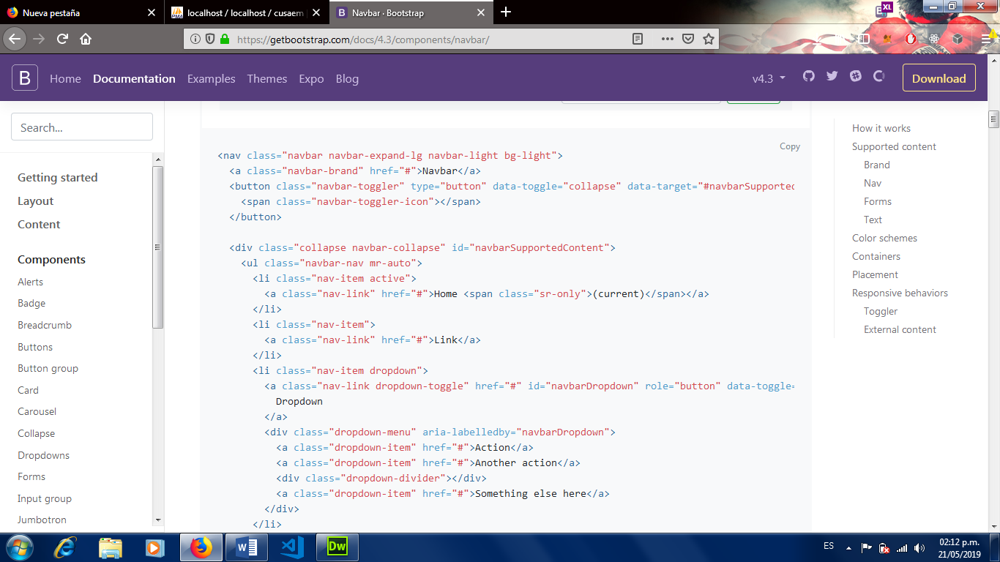 Nueva pestaña
localhost / localhost / cusaem
Navbar · Bootstrap
XL
https://getbootstrap.com/docs/4.3/components/navbar/
B
Home
Documentation
Examples
Themes
Expo
Blog
v4.3
Download
Search...
Getting started
Layout
Content
Components
Alerts
Badge
Breadcrumb
Buttons
Button group
Card
Carousel
Collapse
Dropdowns
Forms
Input group
Jumbotron
Copy
<nav class="navbar navbar-expand-lg navbar-light bg-light">
  <a class="navbar-brand" href="#">Navbar</a>
  <button class="navbar-toggler" type="button" data-toggle="collapse" data-target="#navbarSupported
    <span class="navbar-toggler-icon"></span>
  </button>
  <div class="collapse navbar-collapse" id="navbarSupportedContent">
    <ul class="navbar-nav mr-auto">
      <li class="nav-item active">
        <a class="nav-link" href="#">Home <span class="sr-only">(current)</span></a>
      </li>
      <li class="nav-item">
        <a class="nav-link" href="#">Link</a>
      </li>
      <li class="nav-item dropdown">
        <a class="nav-link dropdown-toggle" href="#" id="navbarDropdown" role="button" data-toggle=
          Dropdown
        </a>
        <div class="dropdown-menu" aria-labelledby="navbarDropdown">
          <a class="dropdown-item" href="#">Action</a>
          <a class="dropdown-item" href="#">Another action</a>
          <div class="dropdown-divider"></div>
          <a class="dropdown-item" href="#">Something else here</a>
        </div>
      </li>
How it works
Supported content
Brand
Nav
Forms
Text
Color schemes
Containers
Placement
Responsive behaviors
Toggler
External content
Dw
ES
02:12 p.m.
21/05/2019